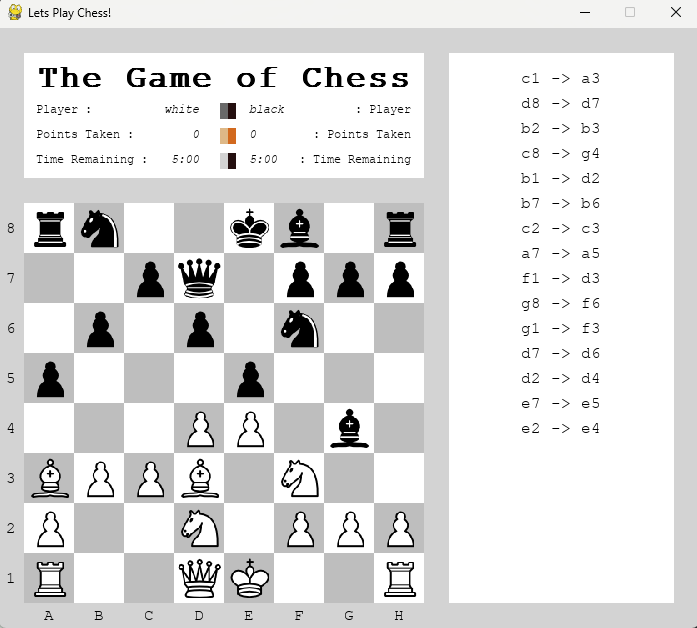 Lets Play Chess!
The Game of Chess
Player : white black : Player
Points Taken : 0 0 : Points Taken
Time Remaining : 5:00 5:00 : Time Remaining
8
7
6
5
4
3
2
1
A B C D E F G H
c1 -> a3
d8 -> d7
b2 -> b3
c8 -> g4
b1 -> d2
b7 -> b6
c2 -> c3
a7 -> a5
f1 -> d3
g8 -> f6
g1 -> f3
d7 -> d6
d2 -> d4
e7 -> e5
e2 -> e4